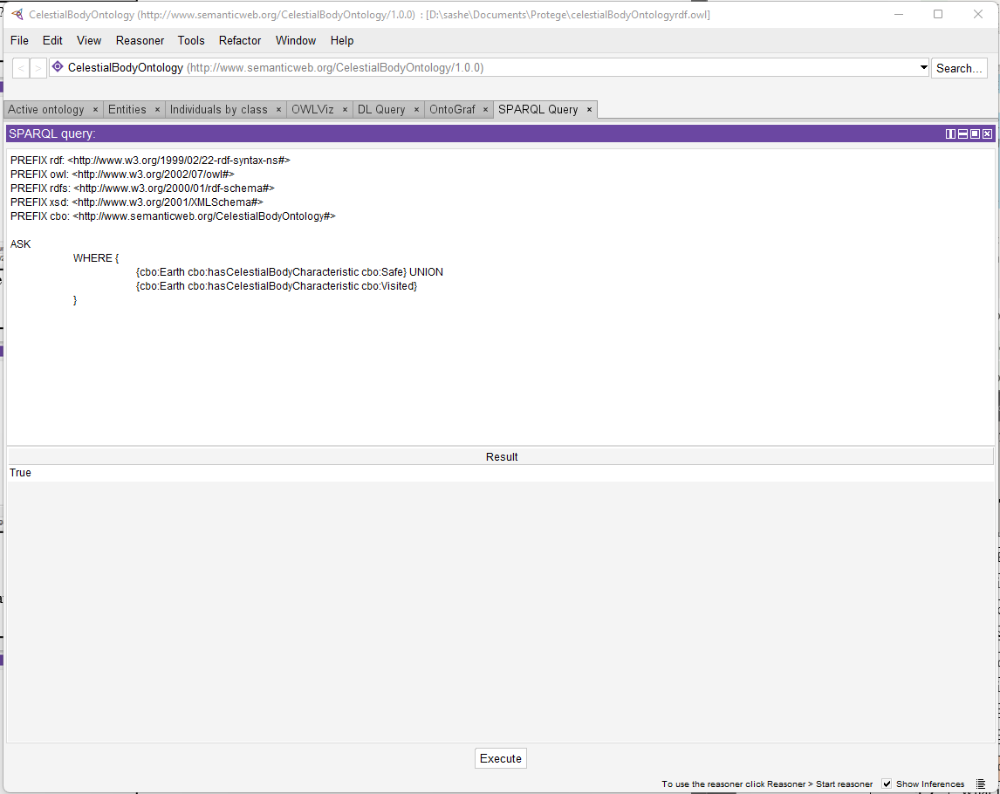 CelestialBodyOntology (http://www.semanticweb.org/CelestialBodyOntology/1.0.0) : [D:\sashe\Documents\Protege\celestialBodyOntologyrdf.owl]
File Edit View Reasoner Tools Refactor Window Help
< > CelestialBodyOntology (http://www.semanticweb.org/CelestialBodyOntology/1.0.0) Search...
Active ontology × Entities × Individuals by class × OWLViz × DL Query × OntoGraf × SPARQL Query ×
SPARQL query:
PREFIX rdf: <http://www.w3.org/1999/02/22-rdf-syntax-ns#>
PREFIX owl: <http://www.w3.org/2002/07/owl#>
PREFIX rdfs: <http://www.w3.org/2000/01/rdf-schema#>
PREFIX xsd: <http://www.w3.org/2001/XMLSchema#>
PREFIX cbo: <http://www.semanticweb.org/CelestialBodyOntology#>
ASK
WHERE {
{cbo:Earth cbo:hasCelestialBodyCharacteristic cbo:Safe} UNION
{cbo:Earth cbo:hasCelestialBodyCharacteristic cbo:Visited}
}
Result
True
Execute
To use the reasoner click Reasoner > Start reasoner Show Inferences